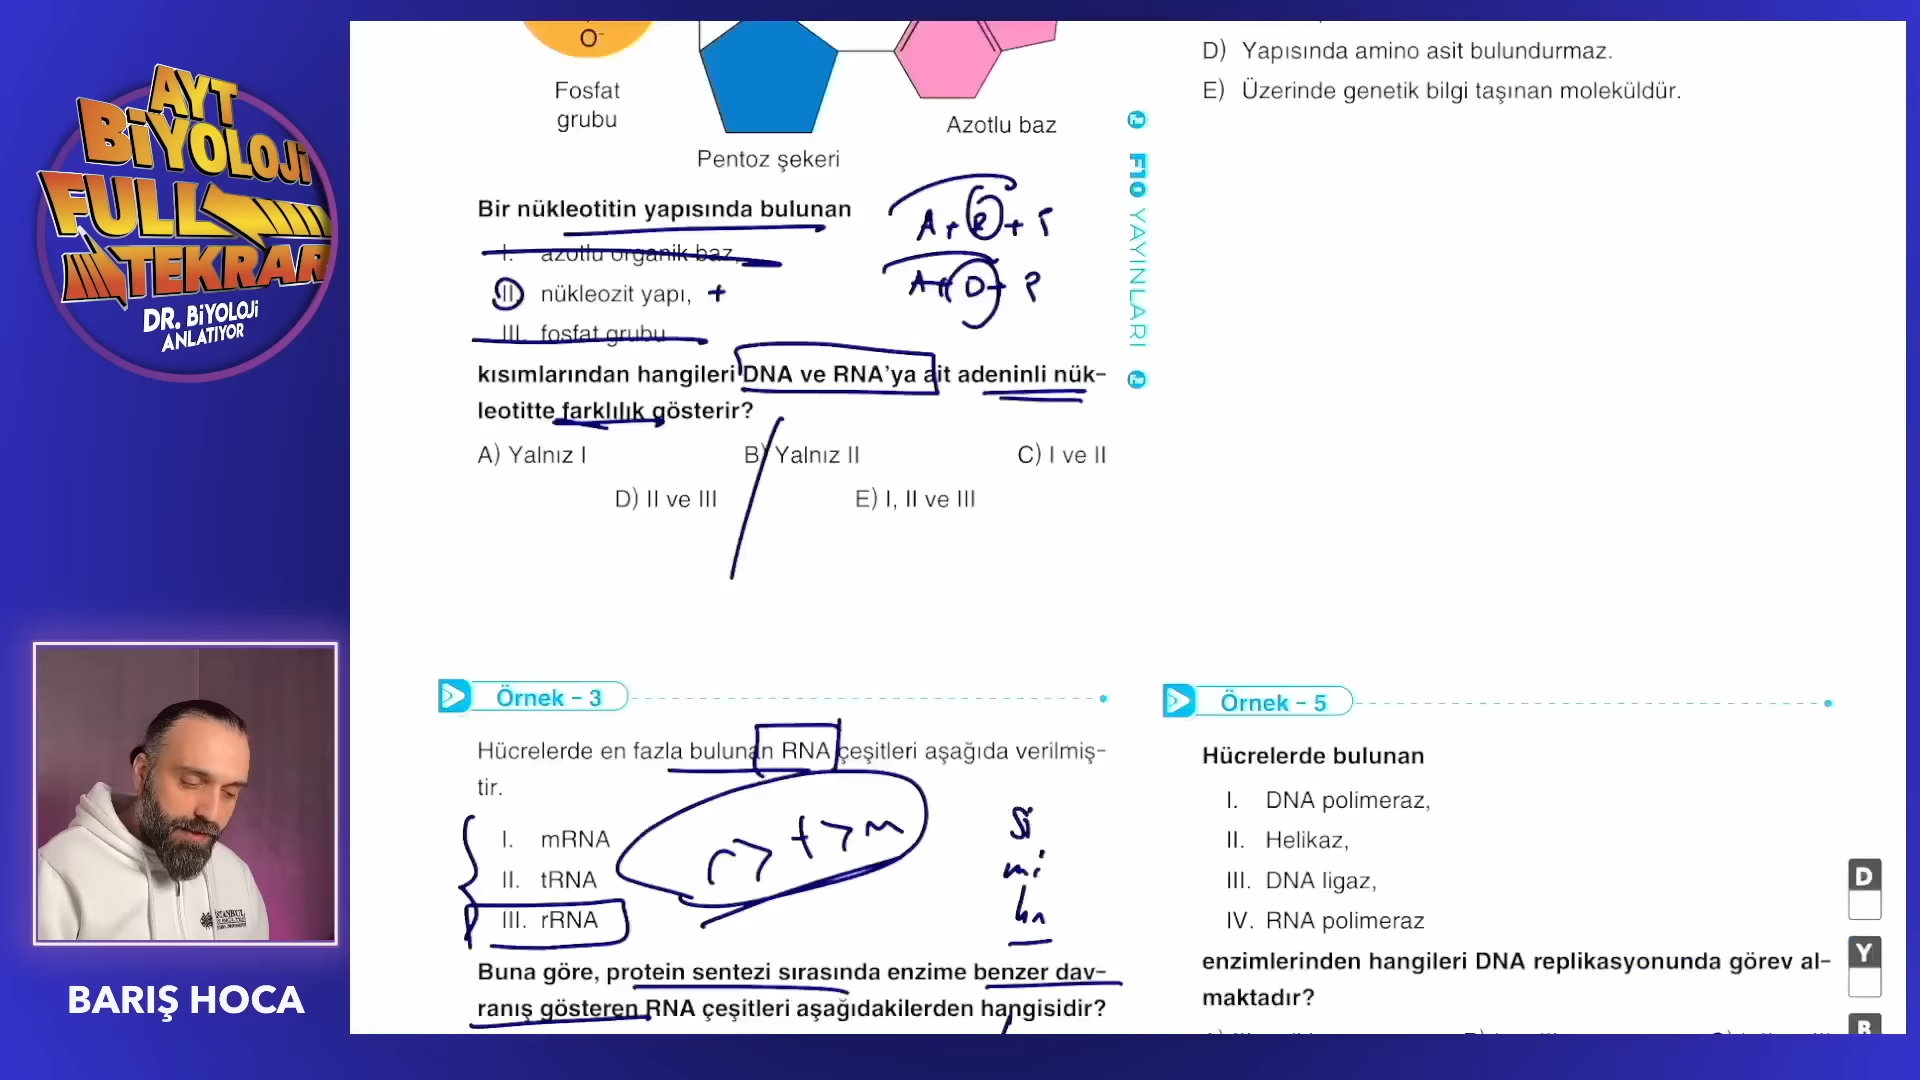 AYT
BİYOLOJİ
FULL
TEKRAR
DR. BİYOLOJİ
ANLATIYOR
BARIŞ HOCA
O⁻
Fosfat
grubu
Pentoz şekeri
Azotlu baz
Bir nükleotitin yapısında bulunan
I. azotlu organik baz,
II. nükleozit yapı, +
III. fosfat grubu
A + R + P
A + D + P
kısımlarından hangileri DNA ve RNA'ya ait adeninli nük-
leotitte farklılık gösterir?
A) Yalnız I
B) Yalnız II
C) I ve II
D) II ve III
E) I, II ve III
Örnek - 3
Hücrelerde en fazla bulunan RNA çeşitleri aşağıda verilmiş-
tir.
I. mRNA
II. tRNA
III. rRNA
r > t > m
si
mi
hn
Buna göre, protein sentezi sırasında enzime benzer dav-
ranış gösteren RNA çeşitleri aşağıdakilerden hangisidir?
F10 YAYINLARI
D) Yapısında amino asit bulundurmaz.
E) Üzerinde genetik bilgi taşınan moleküldür.
Örnek - 5
Hücrelerde bulunan
I. DNA polimeraz,
II. Helikaz,
III. DNA ligaz,
IV. RNA polimeraz
enzimlerinden hangileri DNA replikasyonunda görev al-
maktadır?
D
Y